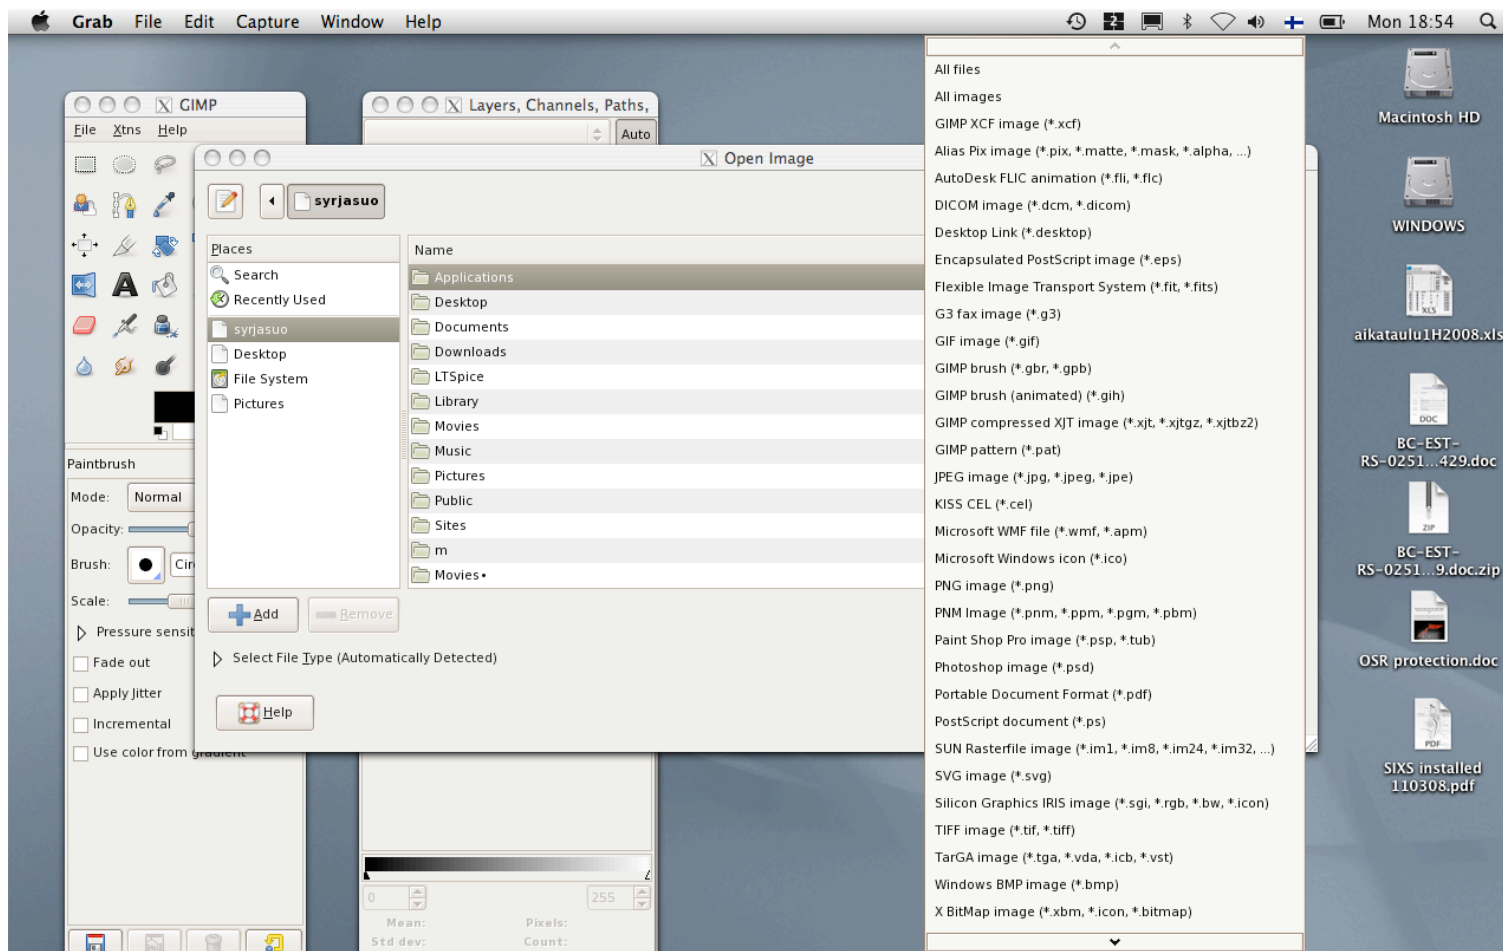 Grab File Edit Capture Window Help
2 Mon 18:54
GIMP
File Xtns Help
Layers, Channels, Paths,
Auto
Open Image
syrjasuo
Places
Search
Recently Used
syrjasuo
Desktop
File System
Pictures
Name
Applications
Desktop
Documents
Downloads
LTSpice
Library
Movies
Music
Pictures
Public
Sites
m
Movies•
Add
Remove
Select File Type (Automatically Detected)
Help
Paintbrush
Mode: Normal
Opacity:
Brush: Cir
Scale:
Pressure sensit
Fade out
Apply Jitter
Incremental
Use color from gradient
0 255
Mean: Pixels:
Std dev: Count:
All files
All images
GIMP XCF image (*.xcf)
Alias Pix image (*.pix, *.matte, *.mask, *.alpha, ...)
AutoDesk FLIC animation (*.fli, *.flc)
DICOM image (*.dcm, *.dicom)
Desktop Link (*.desktop)
Encapsulated PostScript image (*.eps)
Flexible Image Transport System (*.fit, *.fits)
G3 fax image (*.g3)
GIF image (*.gif)
GIMP brush (*.gbr, *.gpb)
GIMP brush (animated) (*.gih)
GIMP compressed XJT image (*.xjt, *.xjtgz, *.xjtbz2)
GIMP pattern (*.pat)
JPEG image (*.jpg, *.jpeg, *.jpe)
KISS CEL (*.cel)
Microsoft WMF file (*.wmf, *.apm)
Microsoft Windows icon (*.ico)
PNG image (*.png)
PNM Image (*.pnm, *.ppm, *.pgm, *.pbm)
Paint Shop Pro image (*.psp, *.tub)
Photoshop image (*.psd)
Portable Document Format (*.pdf)
PostScript document (*.ps)
SUN Rasterfile image (*.im1, *.im8, *.im24, *.im32, ...)
SVG image (*.svg)
Silicon Graphics IRIS image (*.sgi, *.rgb, *.bw, *.icon)
TIFF image (*.tif, *.tiff)
TarGA image (*.tga, *.vda, *.icb, *.vst)
Windows BMP image (*.bmp)
X BitMap image (*.xbm, *.icon, *.bitmap)
Macintosh HD
WINDOWS
XLS
aikataulu1H2008.xls
DOC
BC-EST-
RS-0251...429.doc
ZIP
BC-EST-
RS-0251...9.doc.zip
OSR protection.doc
PDF
SIXS installed
110308.pdf